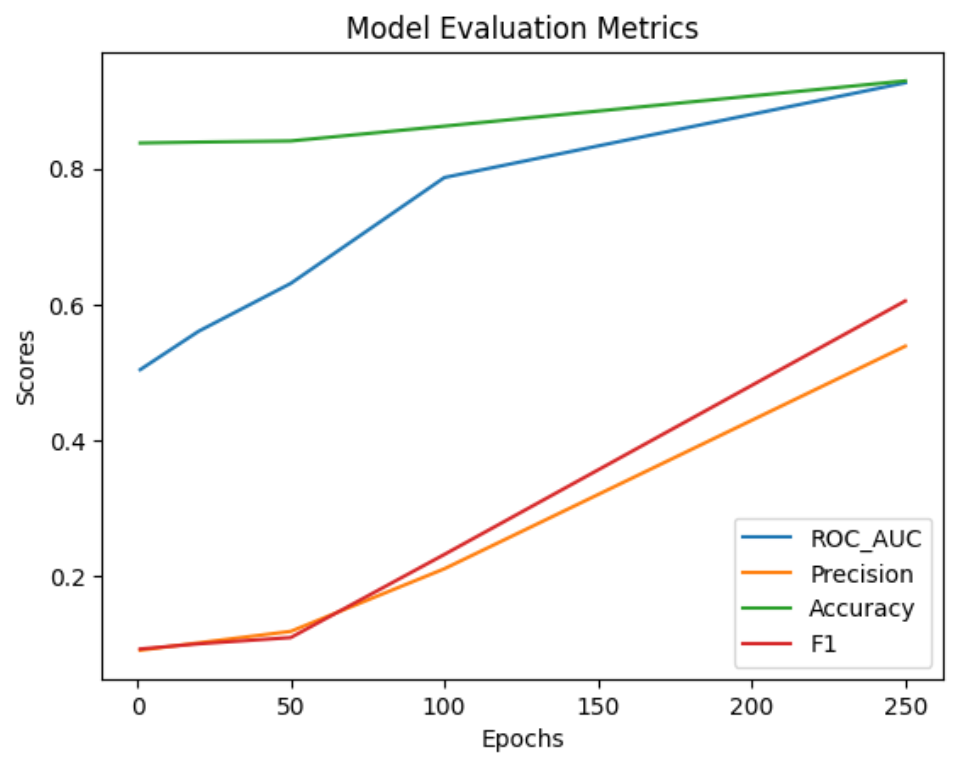 Model Evaluation Metrics
Scores
0.8
0.6
0.4
0.2
ROC_AUC
Precision
Accuracy
F1
0 50 100 150 200 250
Epochs